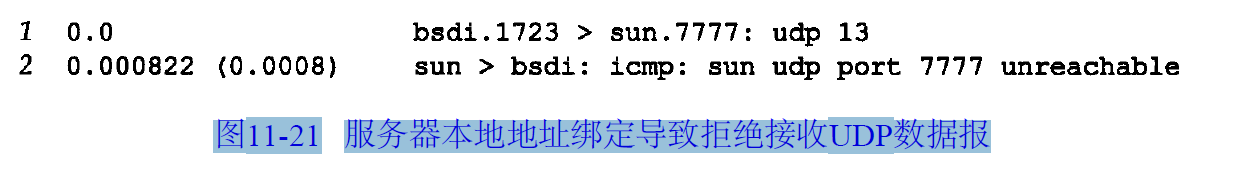 1 0.0 bsdi.1723 > sun.7777: udp 13
2 0.000822 (0.0008) sun > bsdi: icmp: sun udp port 7777 unreachable
图11-21 服务器本地地址绑定导致拒绝接收UDP数据报